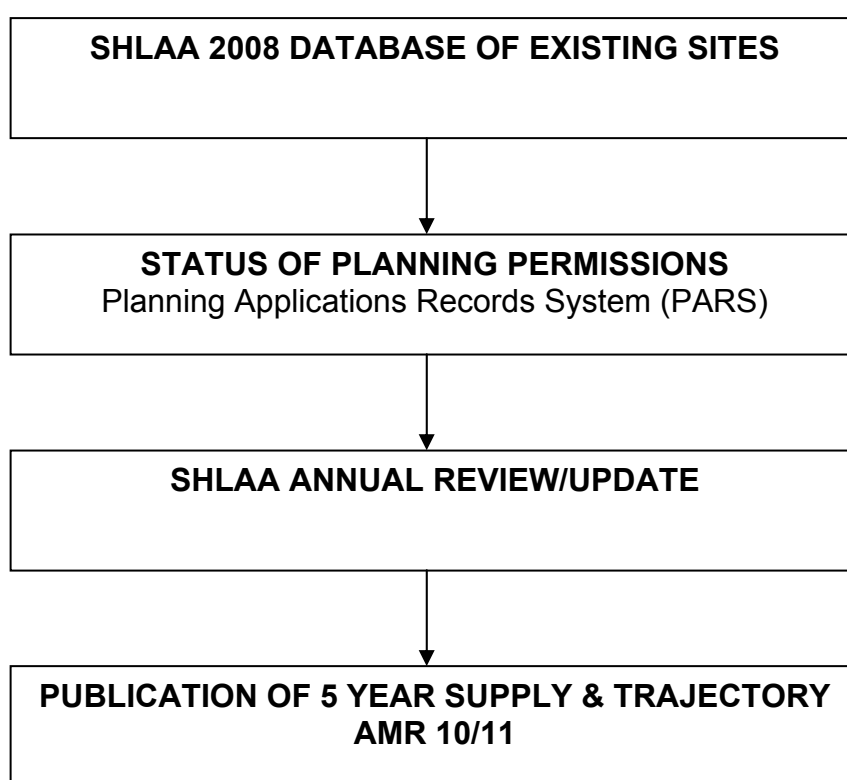 SHLAA 2008 DATABASE OF EXISTING SITES
STATUS OF PLANNING PERMISSIONS
Planning Applications Records System (PARS)
SHLAA ANNUAL REVIEW/UPDATE
PUBLICATION OF 5 YEAR SUPPLY & TRAJECTORY
AMR 10/11